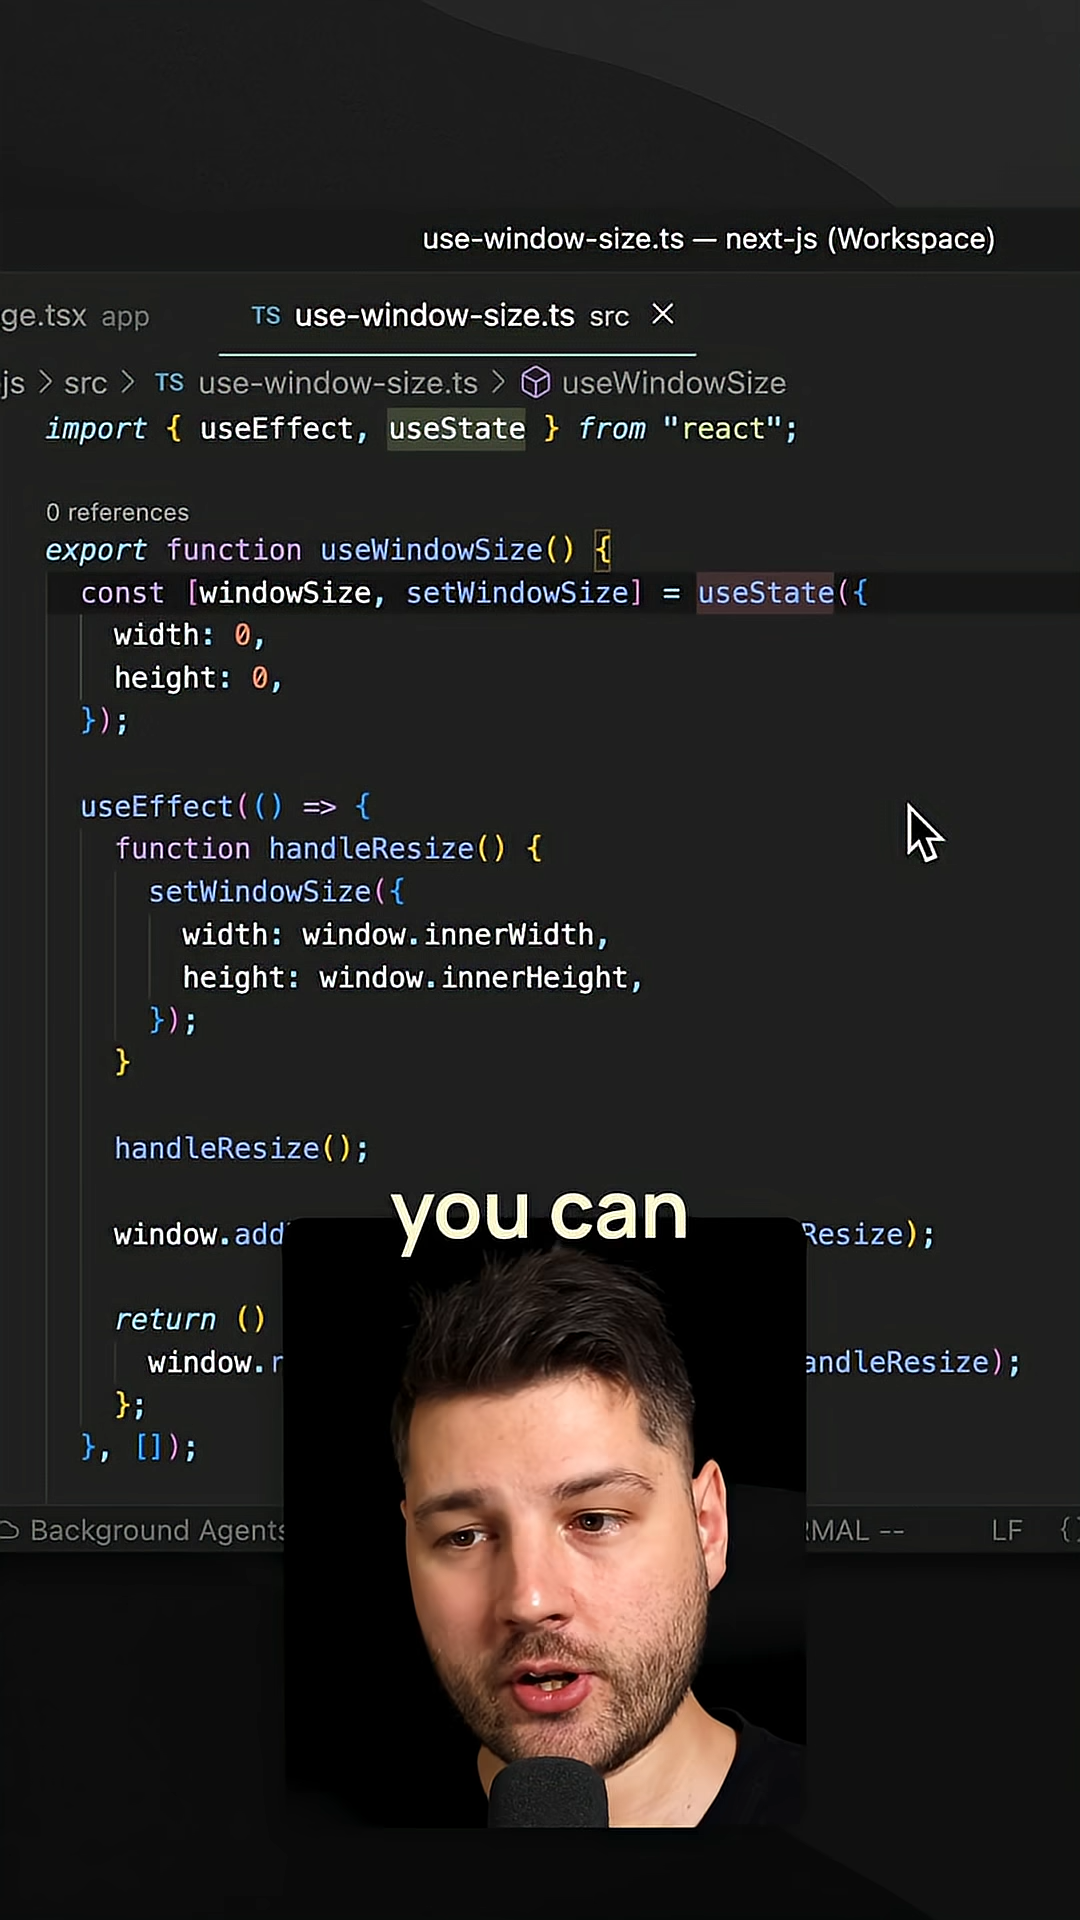 use-window-size.ts — next-js (Workspace)
ge.tsx app TS use-window-size.ts src ×
js > src > TS use-window-size.ts > useWindowSize
import { useEffect, useState } from "react";
0 references
export function useWindowSize() {
const [windowSize, setWindowSize] = useState({
width: 0,
height: 0,
});
useEffect(() => {
function handleResize() {
setWindowSize({
width: window.innerWidth,
height: window.innerHeight,
});
}
handleResize();
you can
window.add Resize);
return ()
window.r andleResize);
};
}, []);
Background Agents RMAL -- LF {